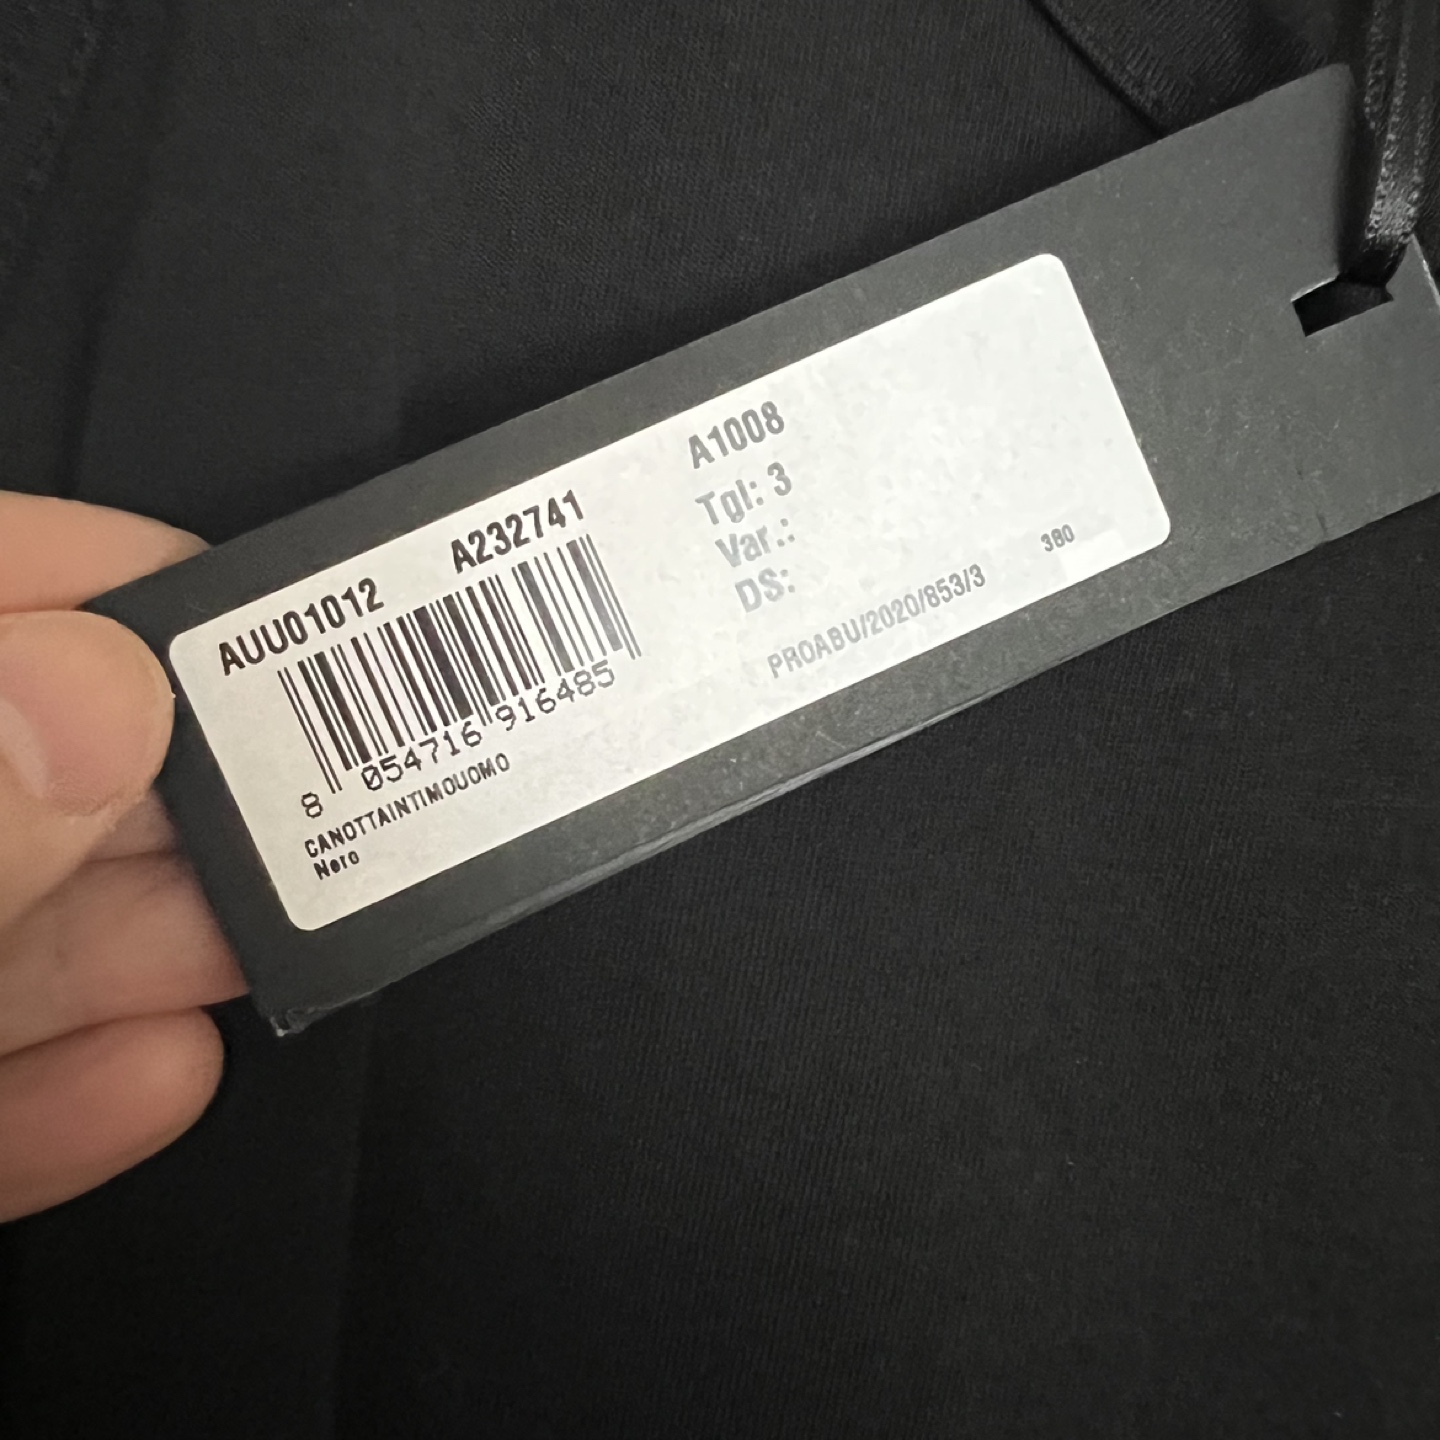 AUU01012 A232741 A1008
Tgl: 3
Var.:
DS:
8 054716 916485
CANOTTAINTIMOUOMO
Nero
PROABU/2020/853/3 380